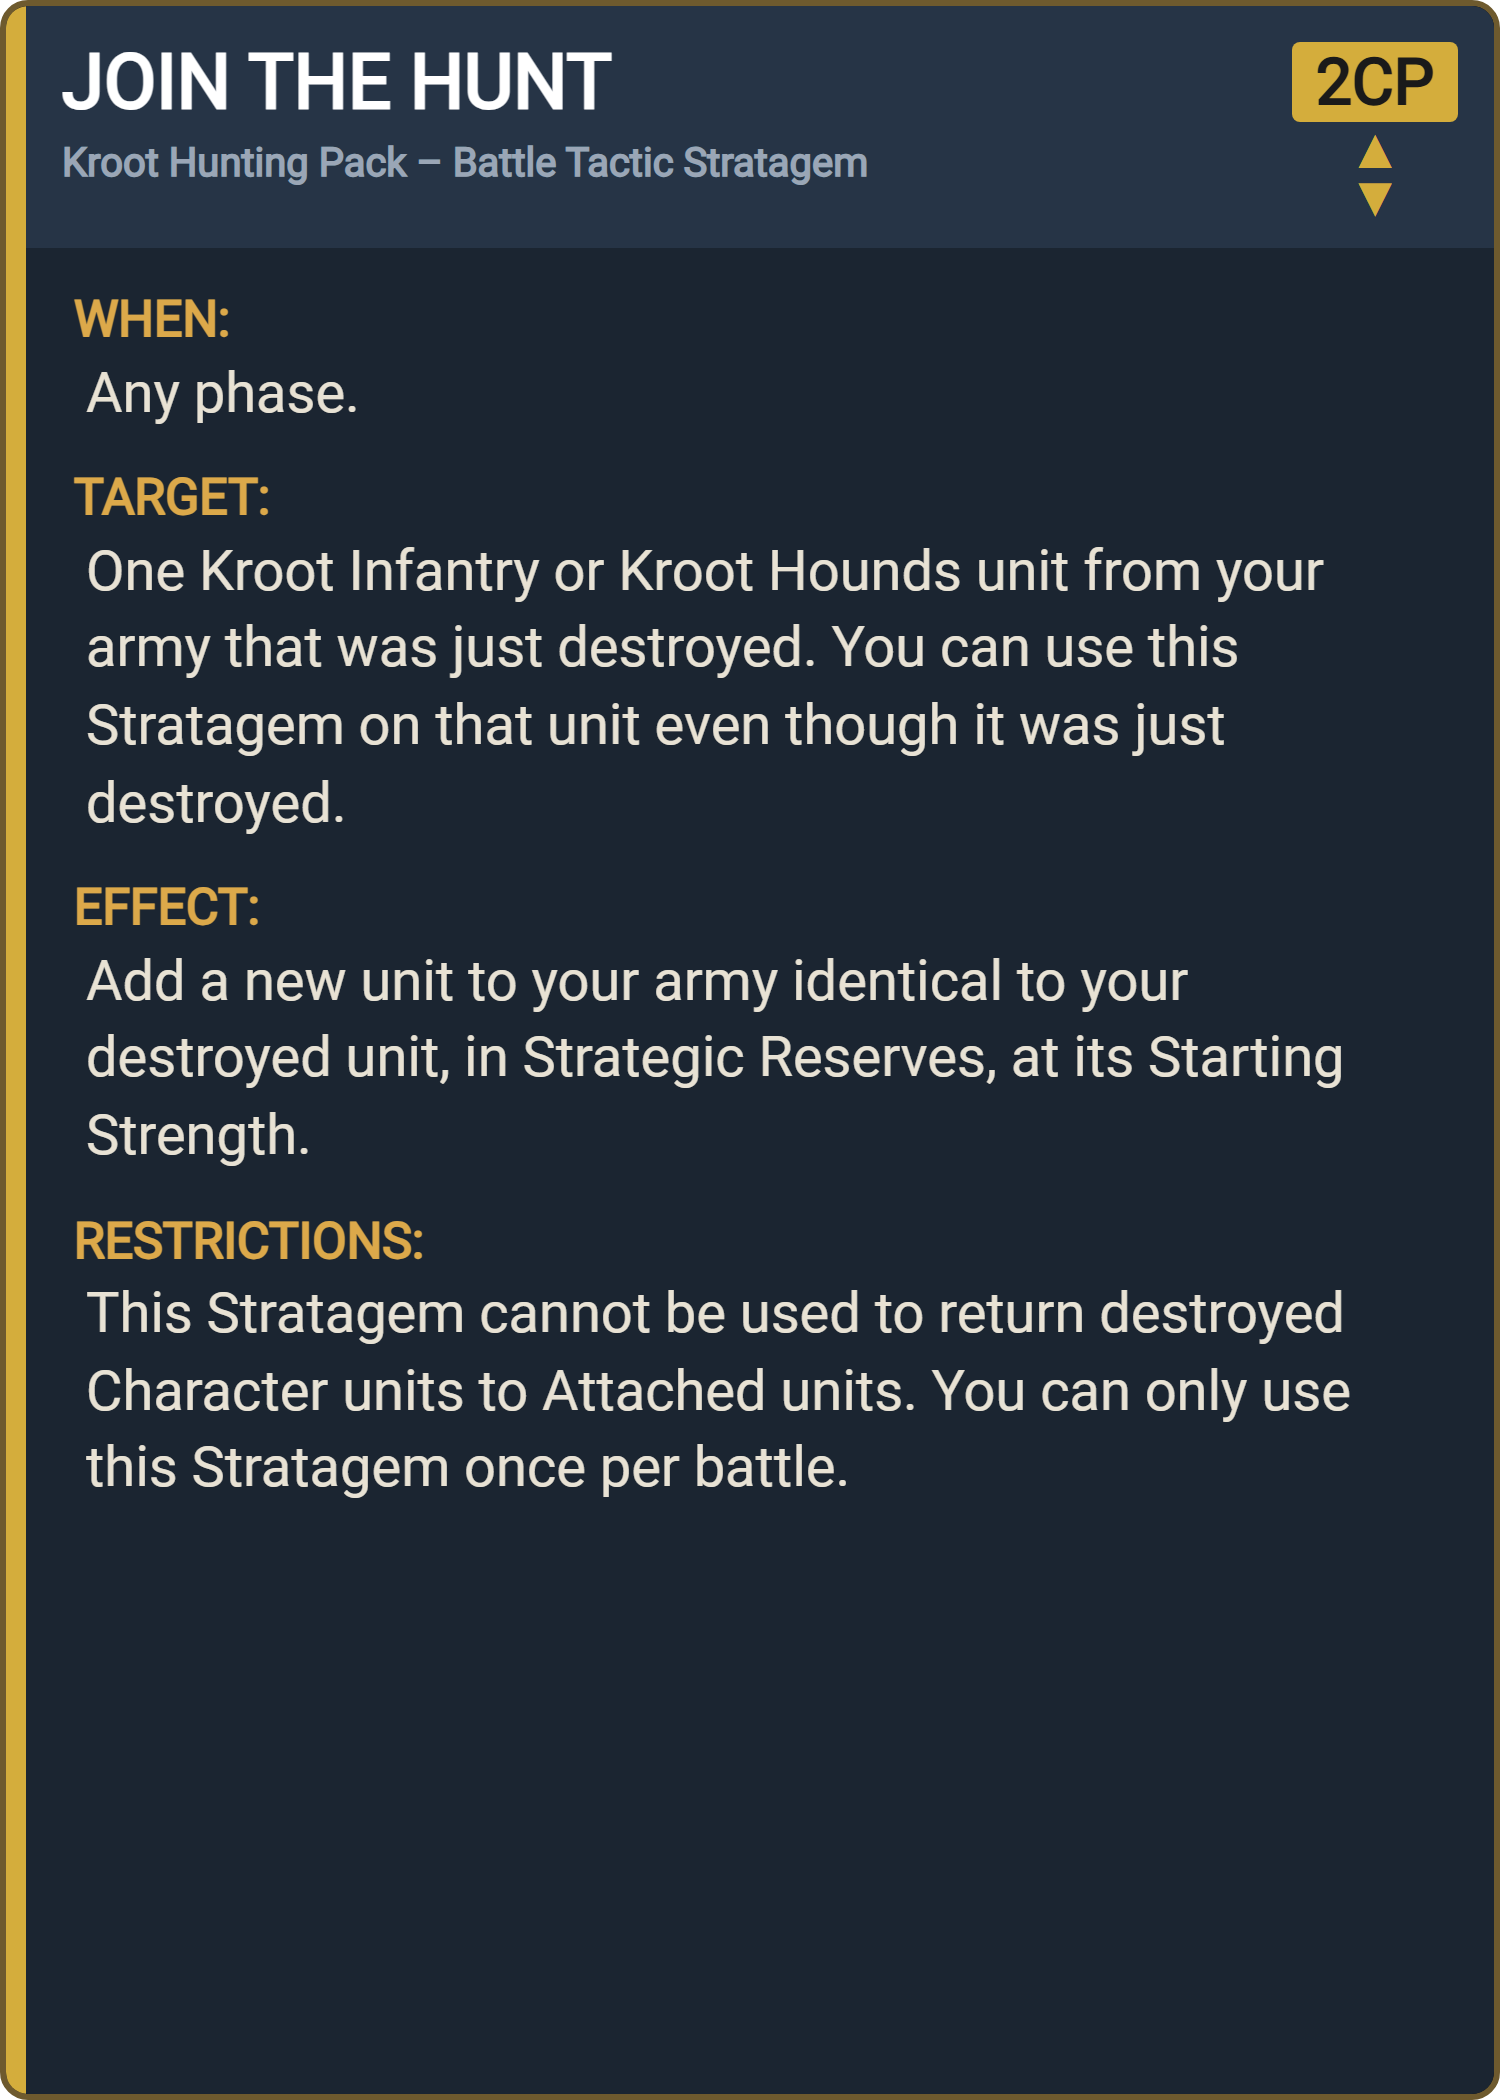 JOIN THE HUNT
2CP
Kroot Hunting Pack – Battle Tactic Stratagem
WHEN:
Any phase.
TARGET:
One Kroot Infantry or Kroot Hounds unit from your
army that was just destroyed. You can use this
Stratagem on that unit even though it was just
destroyed.
EFFECT:
Add a new unit to your army identical to your
destroyed unit, in Strategic Reserves, at its Starting
Strength.
RESTRICTIONS:
This Stratagem cannot be used to return destroyed
Character units to Attached units. You can only use
this Stratagem once per battle.